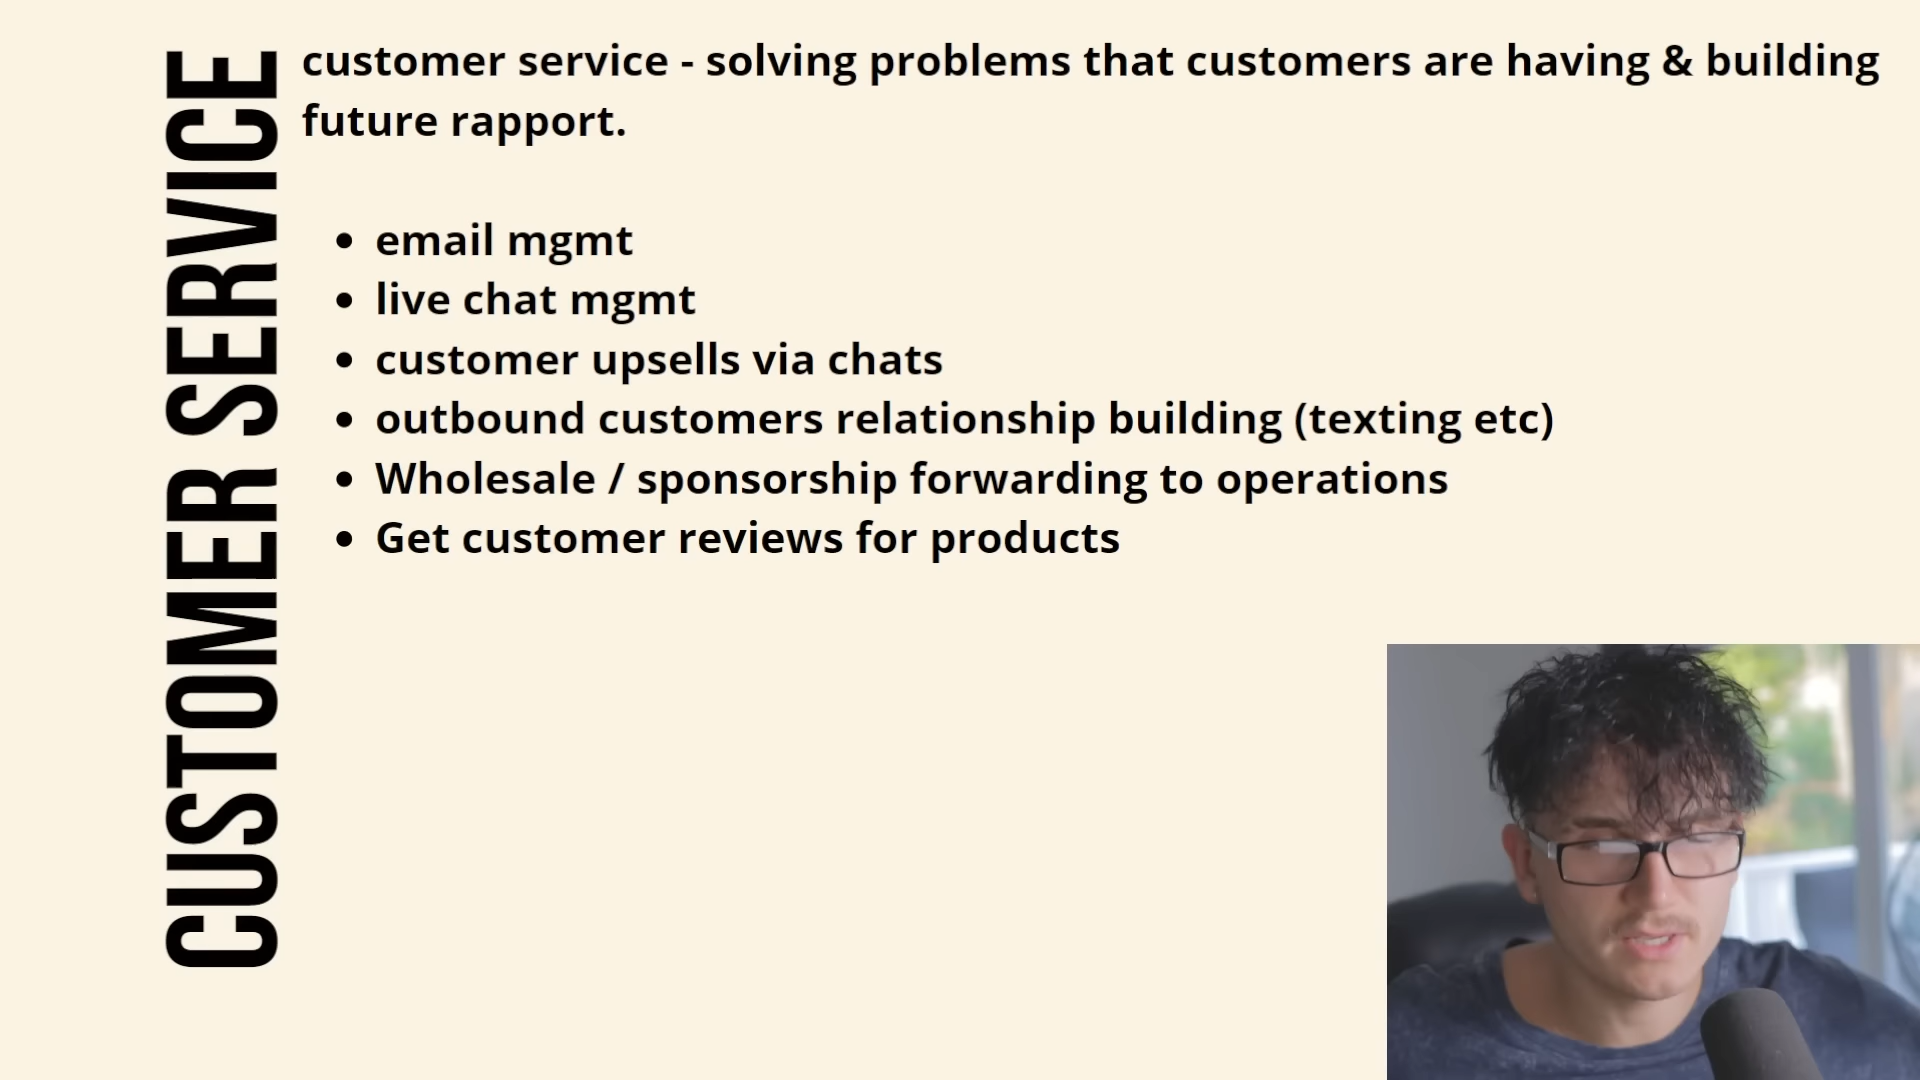 CUSTOMER SERVICE
customer service - solving problems that customers are having & building
future rapport.
• email mgmt
• live chat mgmt
• customer upsells via chats
• outbound customers relationship building (texting etc)
• Wholesale / sponsorship forwarding to operations
• Get customer reviews for products